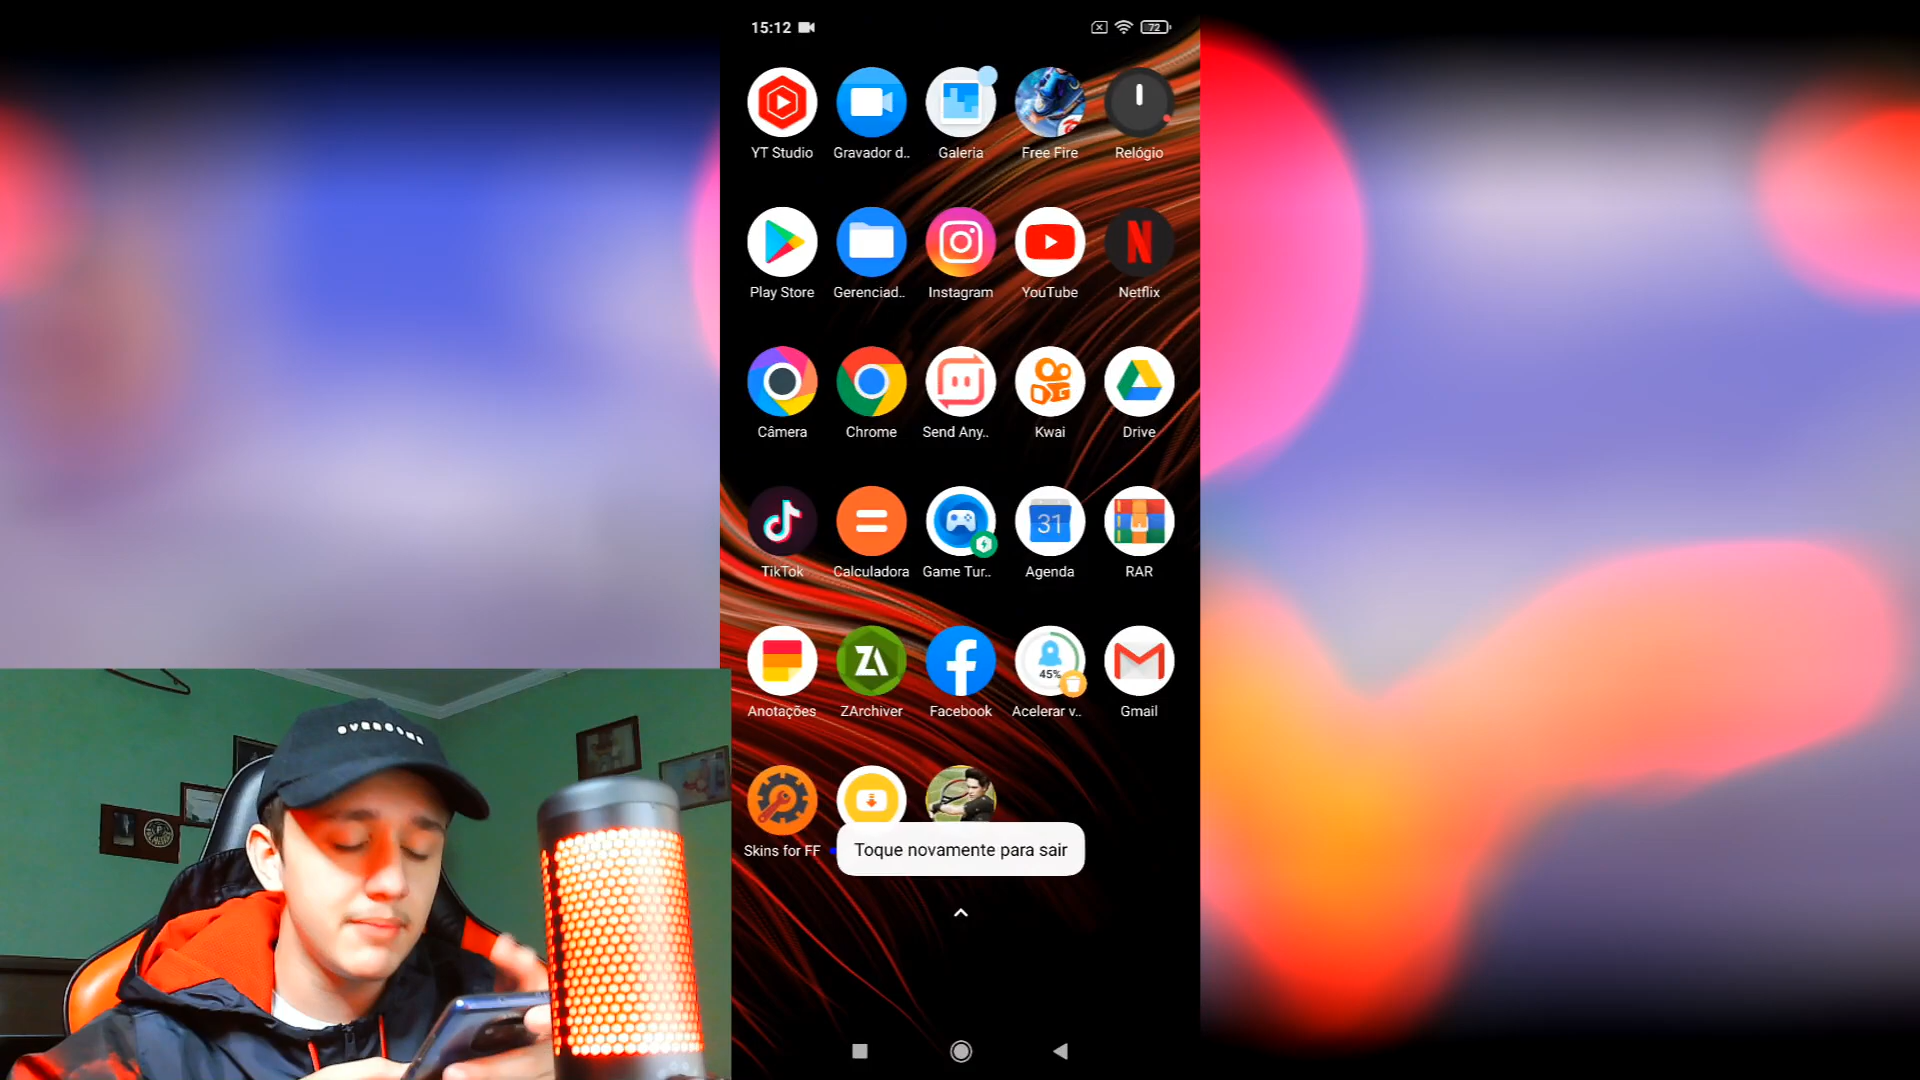 15:12
72
YT Studio
Gravador d..
Galeria
Free Fire
Relógio
Play Store
Gerenciad..
Instagram
YouTube
Netflix
Câmera
Chrome
Send Any..
Kwai
Drive
31
TikTok
Calculadora
Game Tur..
Agenda
RAR
45%
Anotações
ZArchiver
Facebook
Acelerar v..
Gmail
Skins for FF
Toque novamente para sair